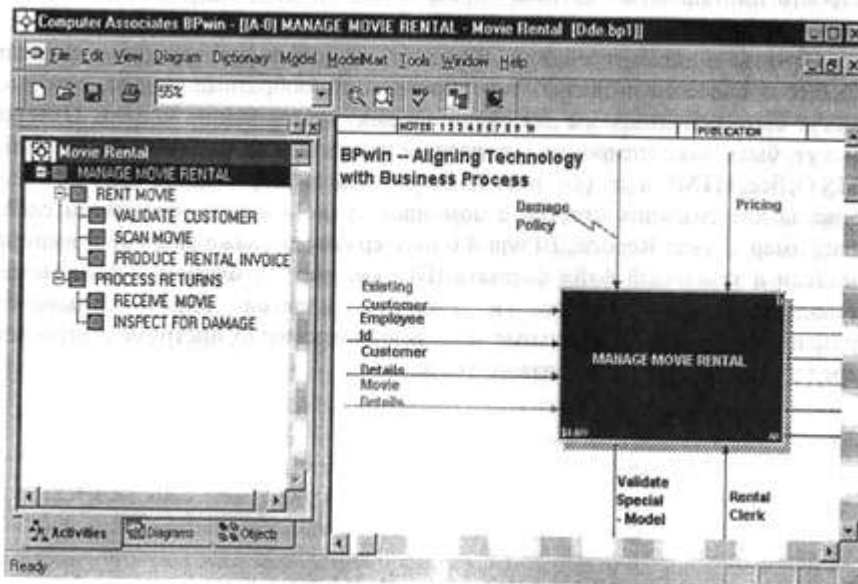 Computer Associates BPwin - [[A-0] MANAGE MOVIE RENTAL - Movie Rental [Dde.bp1]]
File Edit View Diagram Dictionary Model ModelMart Tools Window Help
55%
Movie Rental
MANAGE MOVIE RENTAL
RENT MOVIE
VALIDATE CUSTOMER
SCAN MOVIE
PRODUCE RENTAL INVOICE
PROCESS RETURNS
RECEIVE MOVIE
INSPECT FOR DAMAGE
Activities Diagrams Objects
Ready
NOTES: 1 2 3 4 5 6 7 8 9 10
PUBLICATION
BPwin -- Aligning Technology
with Business Process
Damage
Policy
Pricing
Existing
Customer
Employee
Id
Customer
Details
Movie
Details
MANAGE MOVIE RENTAL
Validate
Special
- Model
Rental
Clerk